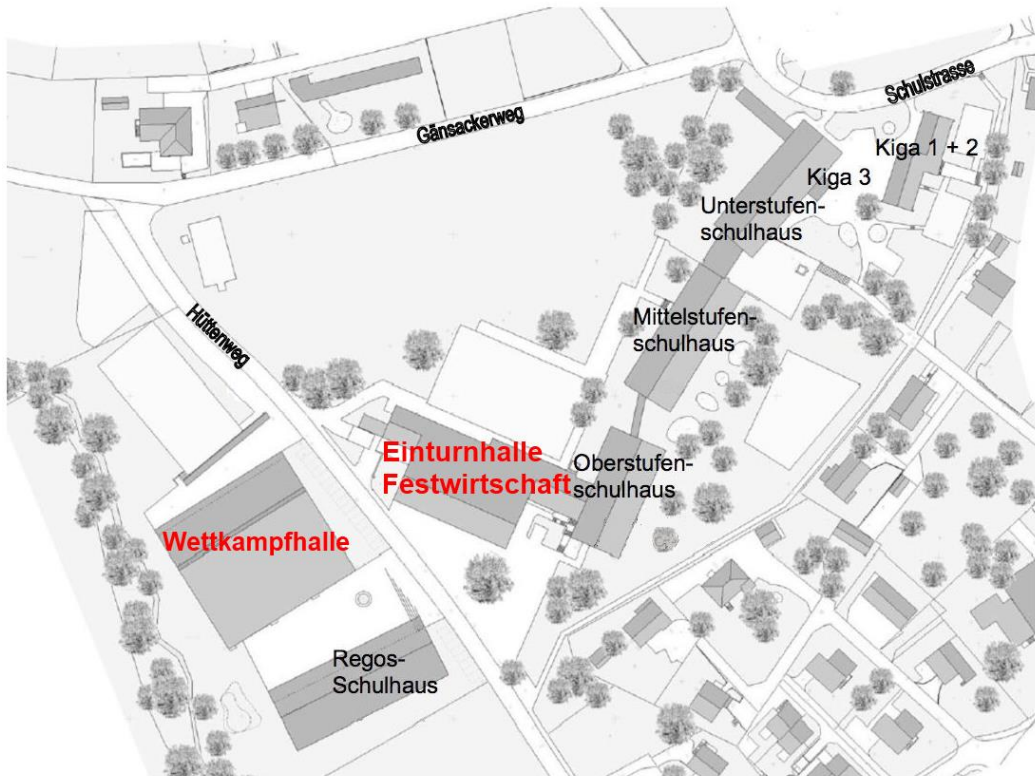 Schulstrasse
Gänsackerweg
Kiga 1 + 2
Kiga 3
Unterstufen-
schulhaus
Hüttenweg
Mittelstufen-
schulhaus
Einturnhalle
Festwirtschaft
Oberstufen-
schulhaus
Wettkampfhalle
Regos-
Schulhaus